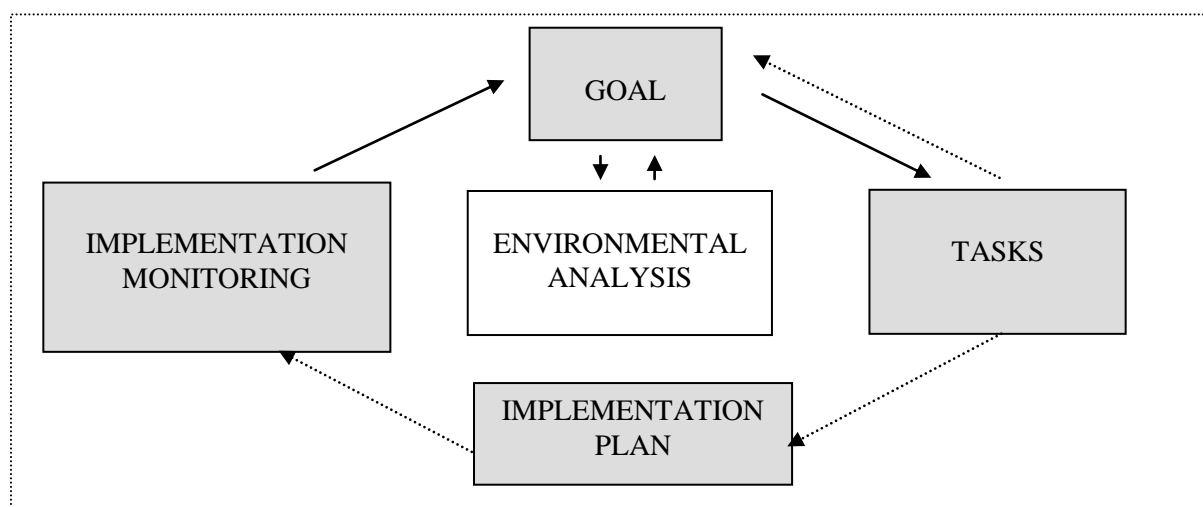 GOAL
IMPLEMENTATION
MONITORING
ENVIRONMENTAL
ANALYSIS
TASKS
IMPLEMENTATION
PLAN